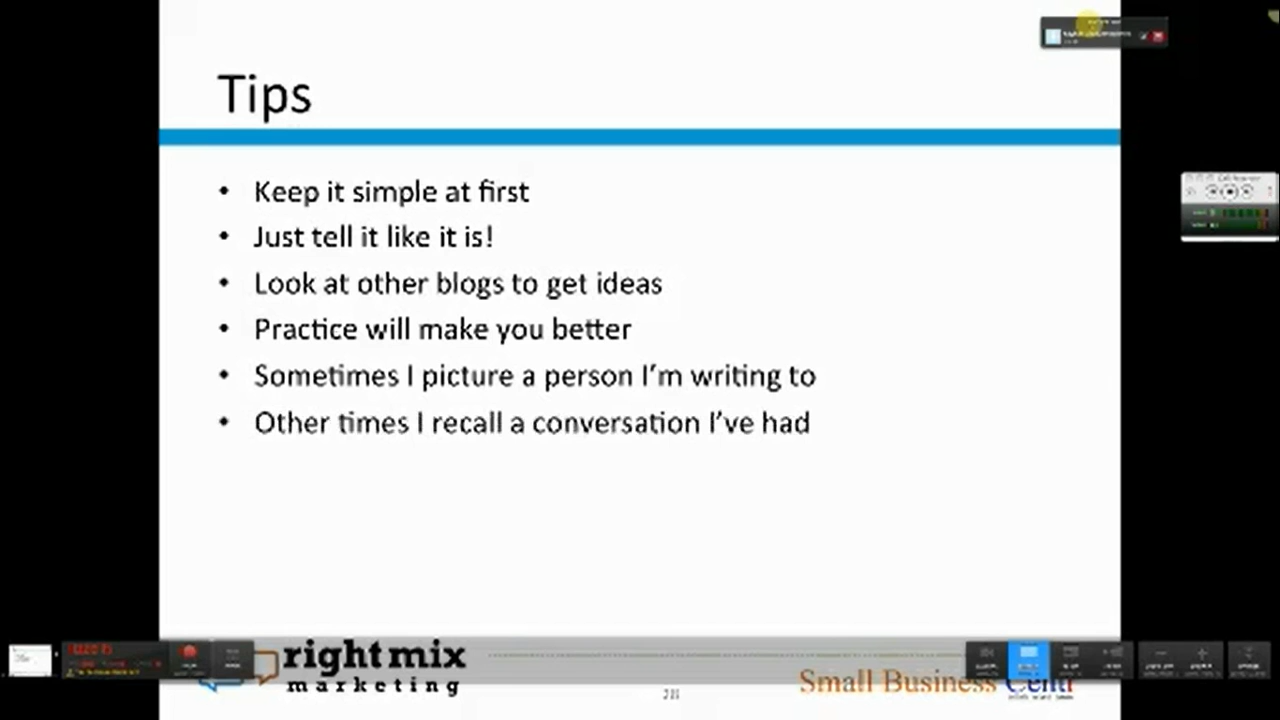 Tips
• Keep it simple at first
• Just tell it like it is!
• Look at other blogs to get ideas
• Practice will make you better
• Sometimes I picture a person I'm writing to
• Other times I recall a conversation I've had
right mix
marketing
Small Business